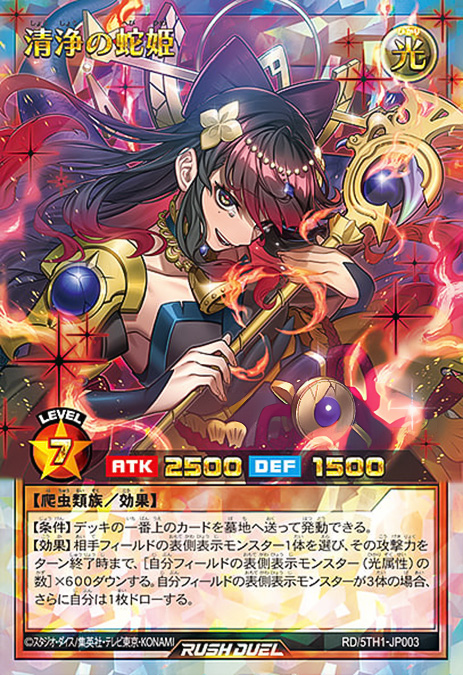 清浄の蛇姫
光
LEVEL
7
ATK 2500 DEF 1500
【爬虫類族/効果】
【条件】デッキの一番上のカードを墓地へ送って発動できる。
【効果】相手フィールドの表側表示モンスター1体を選び、その攻撃力を
ターン終了時まで、[自分フィールドの表側表示モンスター(光属性)の
数]×600ダウンする。自分フィールドの表側表示モンスターが3体の場合、
さらに自分は1枚ドローする。
©スタジオ・ダイス/集英社・テレビ東京・KONAMI
RUSH DUEL
RD/5TH1-JP003